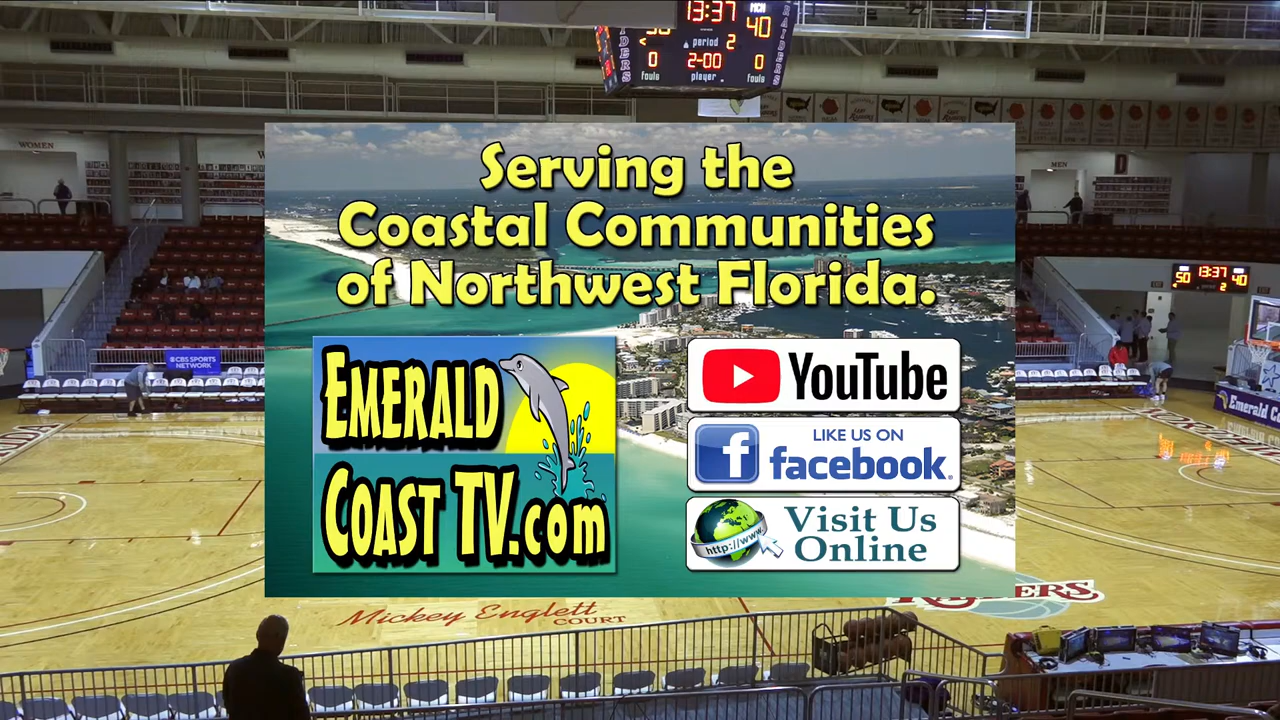 13:37
MCN
40
period 2
0
2-00
0
fouls
player
fouls
WOMEN
MEN
D
Serving the
Coastal Communities
of Northwest Florida.
50
13:37
40
2
CBS SPORTS
NETWORK
EMERALD
COAST TV.com
YouTube
LIKE US ON
facebook
http://www.
Visit Us
Online
Emerald C
Mickey Englett
COURT
RAIDERS